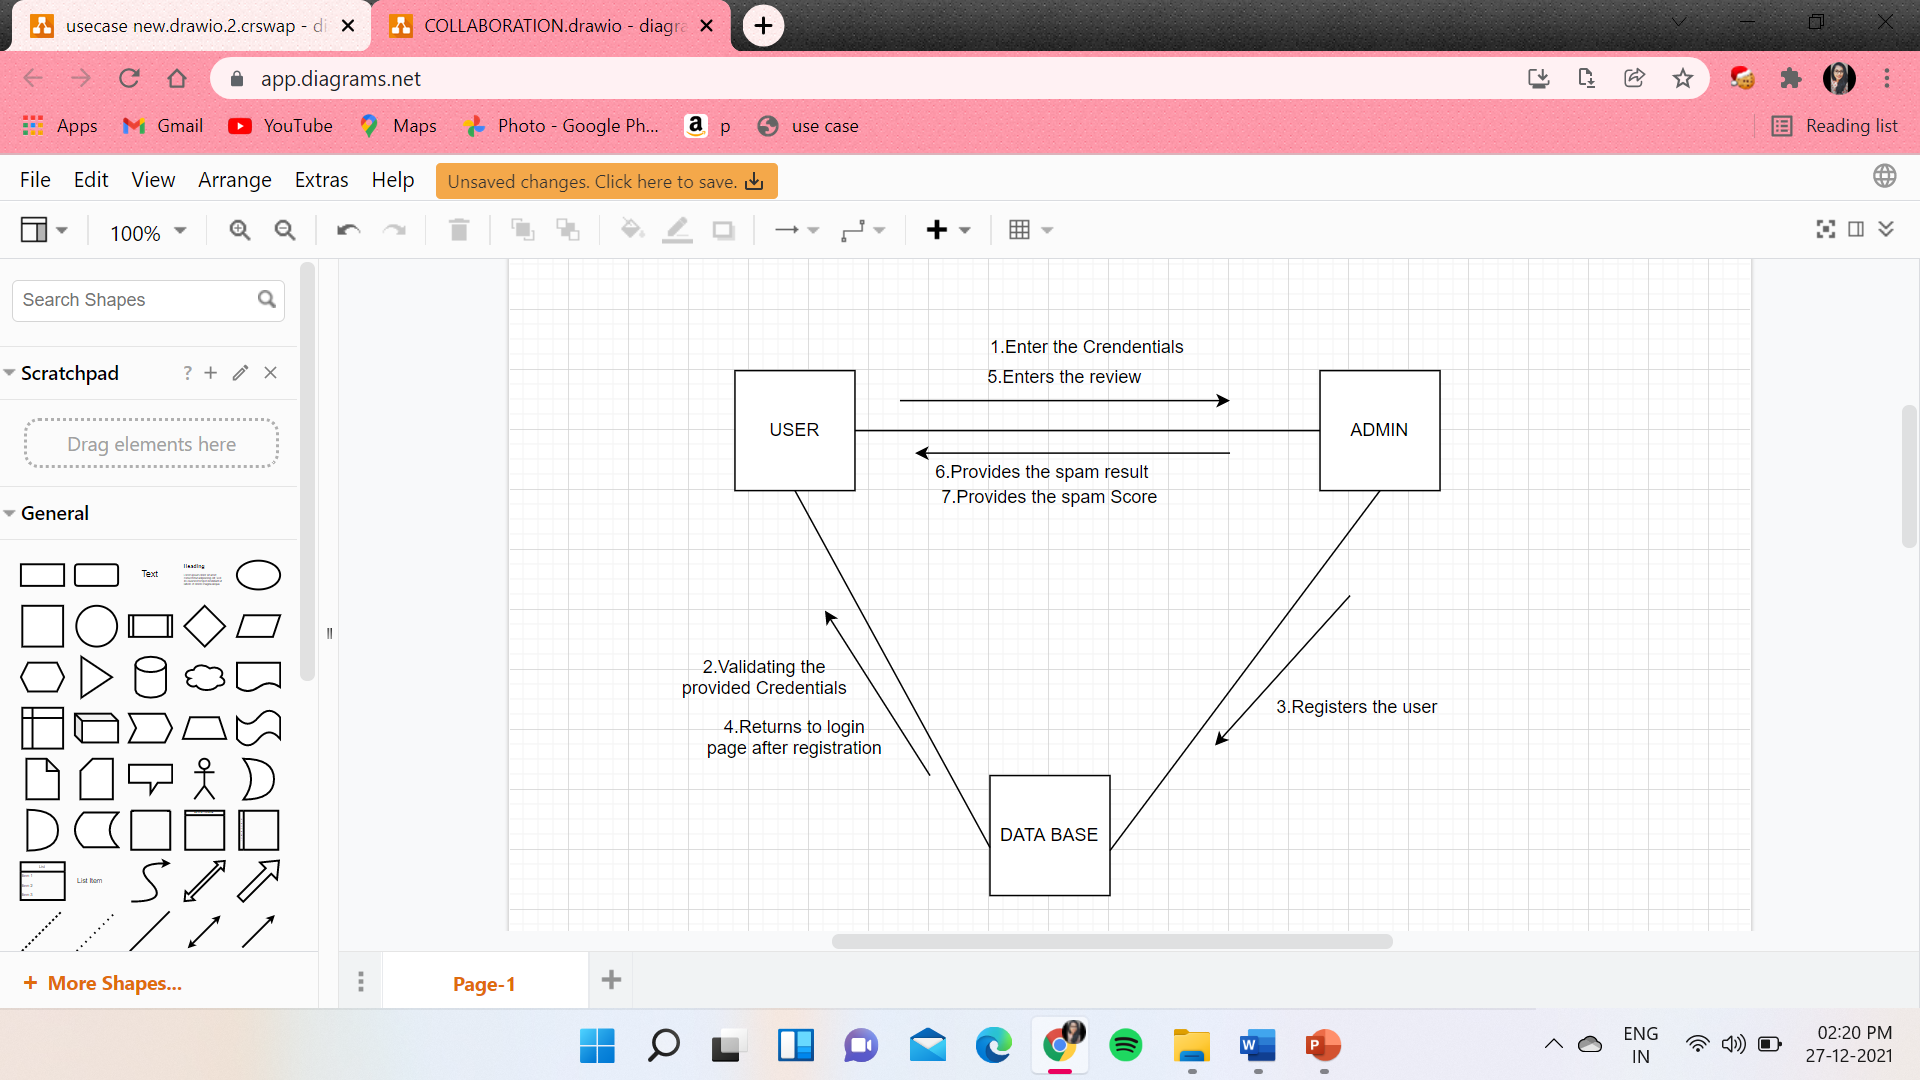 usecase new.drawio.2.crswap - di
COLLABORATION.drawio - diagra
app.diagrams.net
Apps
Gmail
YouTube
Maps
Photo - Google Ph...
a p
use case
Reading list
File Edit View Arrange Extras Help
Unsaved changes. Click here to save.
100%
Search Shapes
Scratchpad
?
Drag elements here
General
Text
Heading
List Item
More Shapes...
1.Enter the Crendentials
5.Enters the review
USER
ADMIN
6.Provides the spam result
7.Provides the spam Score
2.Validating the
provided Credentials
4.Returns to login
page after registration
3.Registers the user
DATA BASE
Page-1
W
P
ENG
IN
02:20 PM
27-12-2021